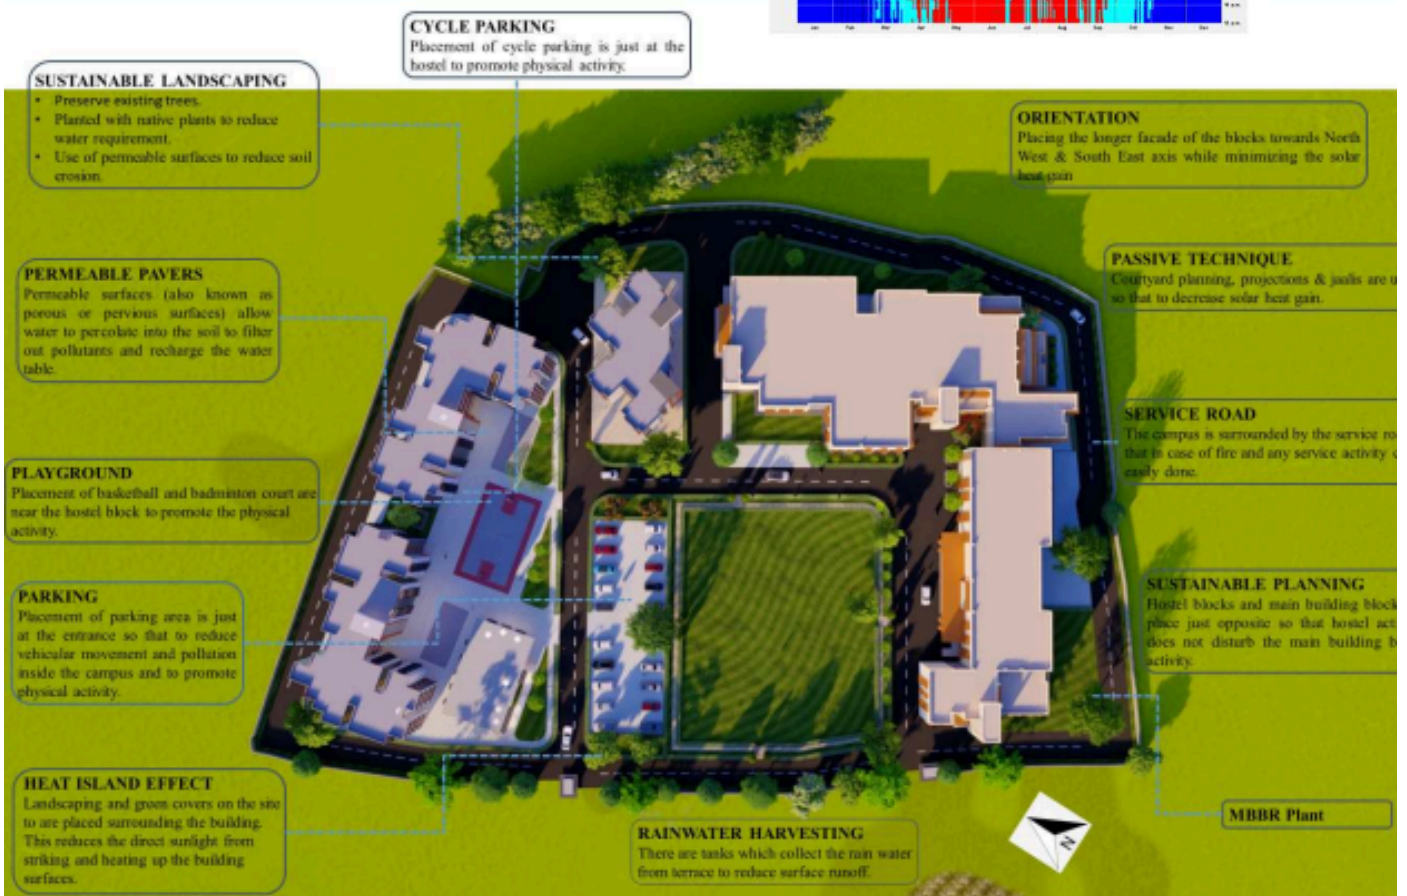 CYCLE PARKING
Placement of cycle parking is just at the
hostel to promote physical activity.
SUSTAINABLE LANDSCAPING
• Preserve existing trees.
• Planted with native plants to reduce
water requirement.
• Use of permeable surfaces to reduce soil
erosion.
ORIENTATION
Placing the longer facade of the blocks towards North
West & South East axis while minimizing the solar
heat gain
PERMEABLE PAVERS
Permeable surfaces (also known as
porous or pervious surfaces) allow
water to percolate into the soil to filter
out pollutants and recharge the water
table.
PASSIVE TECHNIQUE
Courtyard planning, projections & jaalis are u
so that to decrease solar heat gain.
SERVICE ROAD
The campus is surrounded by the service ro
that in case of fire and any service activity c
easily done.
PLAYGROUND
Placement of basketball and badminton court are
near the hostel block to promote the physical
activity.
PARKING
Placement of parking area is just
at the entrance so that to reduce
vehicular movement and pollution
inside the campus and to promote
physical activity.
SUSTAINABLE PLANNING
Hostel blocks and main building block
place just opposite so that hostel act
does not disturb the main building b
activity.
HEAT ISLAND EFFECT
Landscaping and green covers on the site
to are placed surrounding the building.
This reduces the direct sunlight from
striking and heating up the building
surfaces.
MBBR Plant
RAINWATER HARVESTING
There are tanks which collect the rain water
from terrace to reduce surface runoff.
N